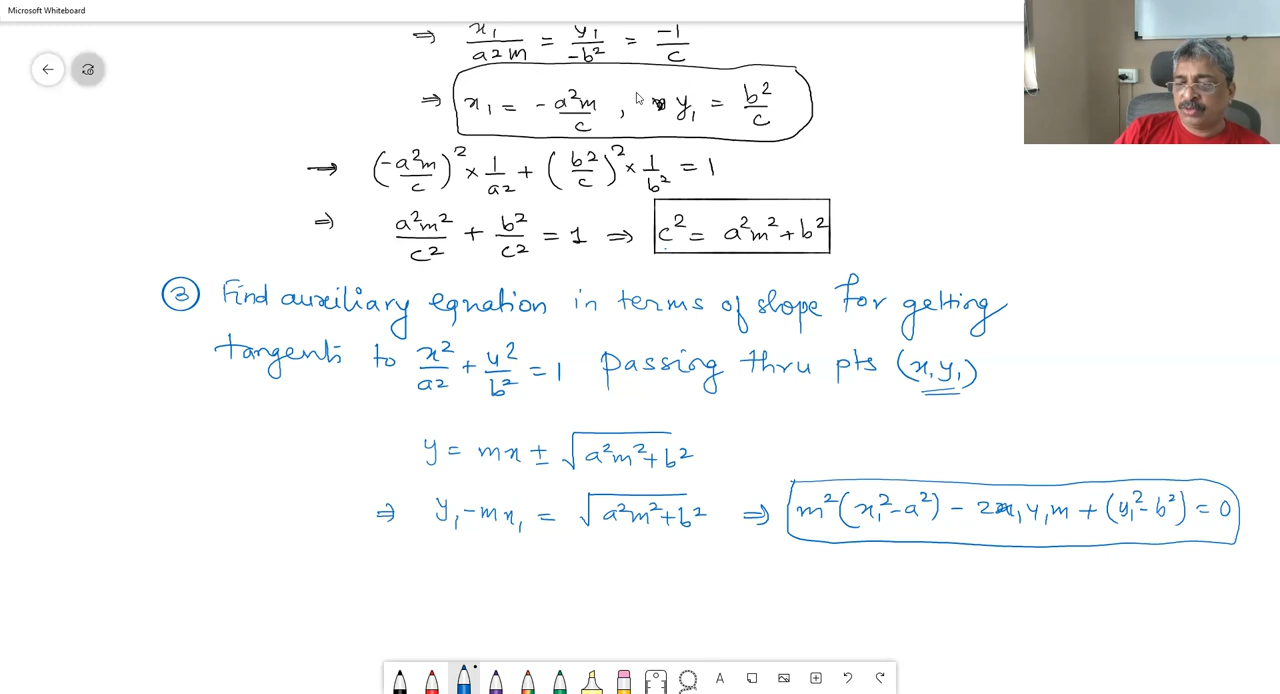 Microsoft Whiteboard
⇒ x₁/a2m = y₁/-b² = -1/c
⇒ x₁ = -a²m/c , y₁ = b²/c
→ (-a²m/c)² × 1/a2 + (b2/c)² × 1/b² = 1
⇒ a²m²/c² + b²/c² = 1 ⇒ c² = a²m² + b²
③ Find auxiliary equation in terms of slope for getting
tangents to x²/a2 + y²/b² = 1 passing thru pts (x₁y₁)
y = mx ± √a²m²+b²
⇒ y₁-mx₁ = √a²m²+b² ⇒ m²(x₁²-a²) - 2x₁y₁m + (y₁²-b²) = 0
A